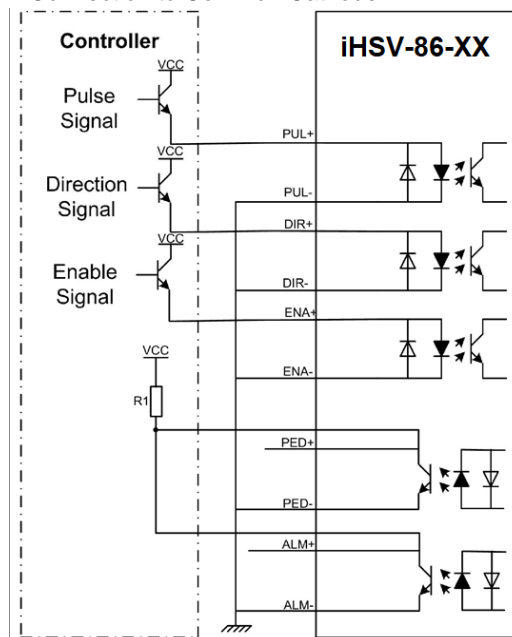 Controller
iHSV-86-XX
VCC
Pulse
Signal
PUL+
VCC
PUL-
Direction
Signal
DIR+
VCC
DIR-
Enable
Signal
ENA+
VCC
ENA-
R1
PED+
PED-
ALM+
ALM-